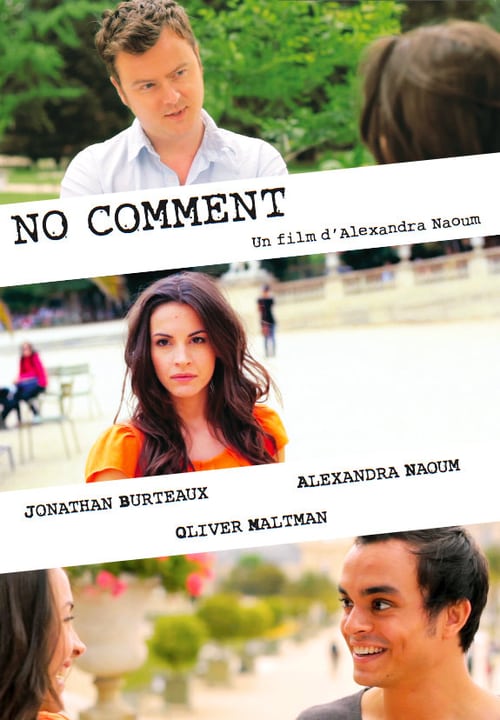 NO COMMENT
Un film d'Alexandra Naoum
JONATHAN BURTEAUX
ALEXANDRA NAOUM
OLIVER MALTMAN